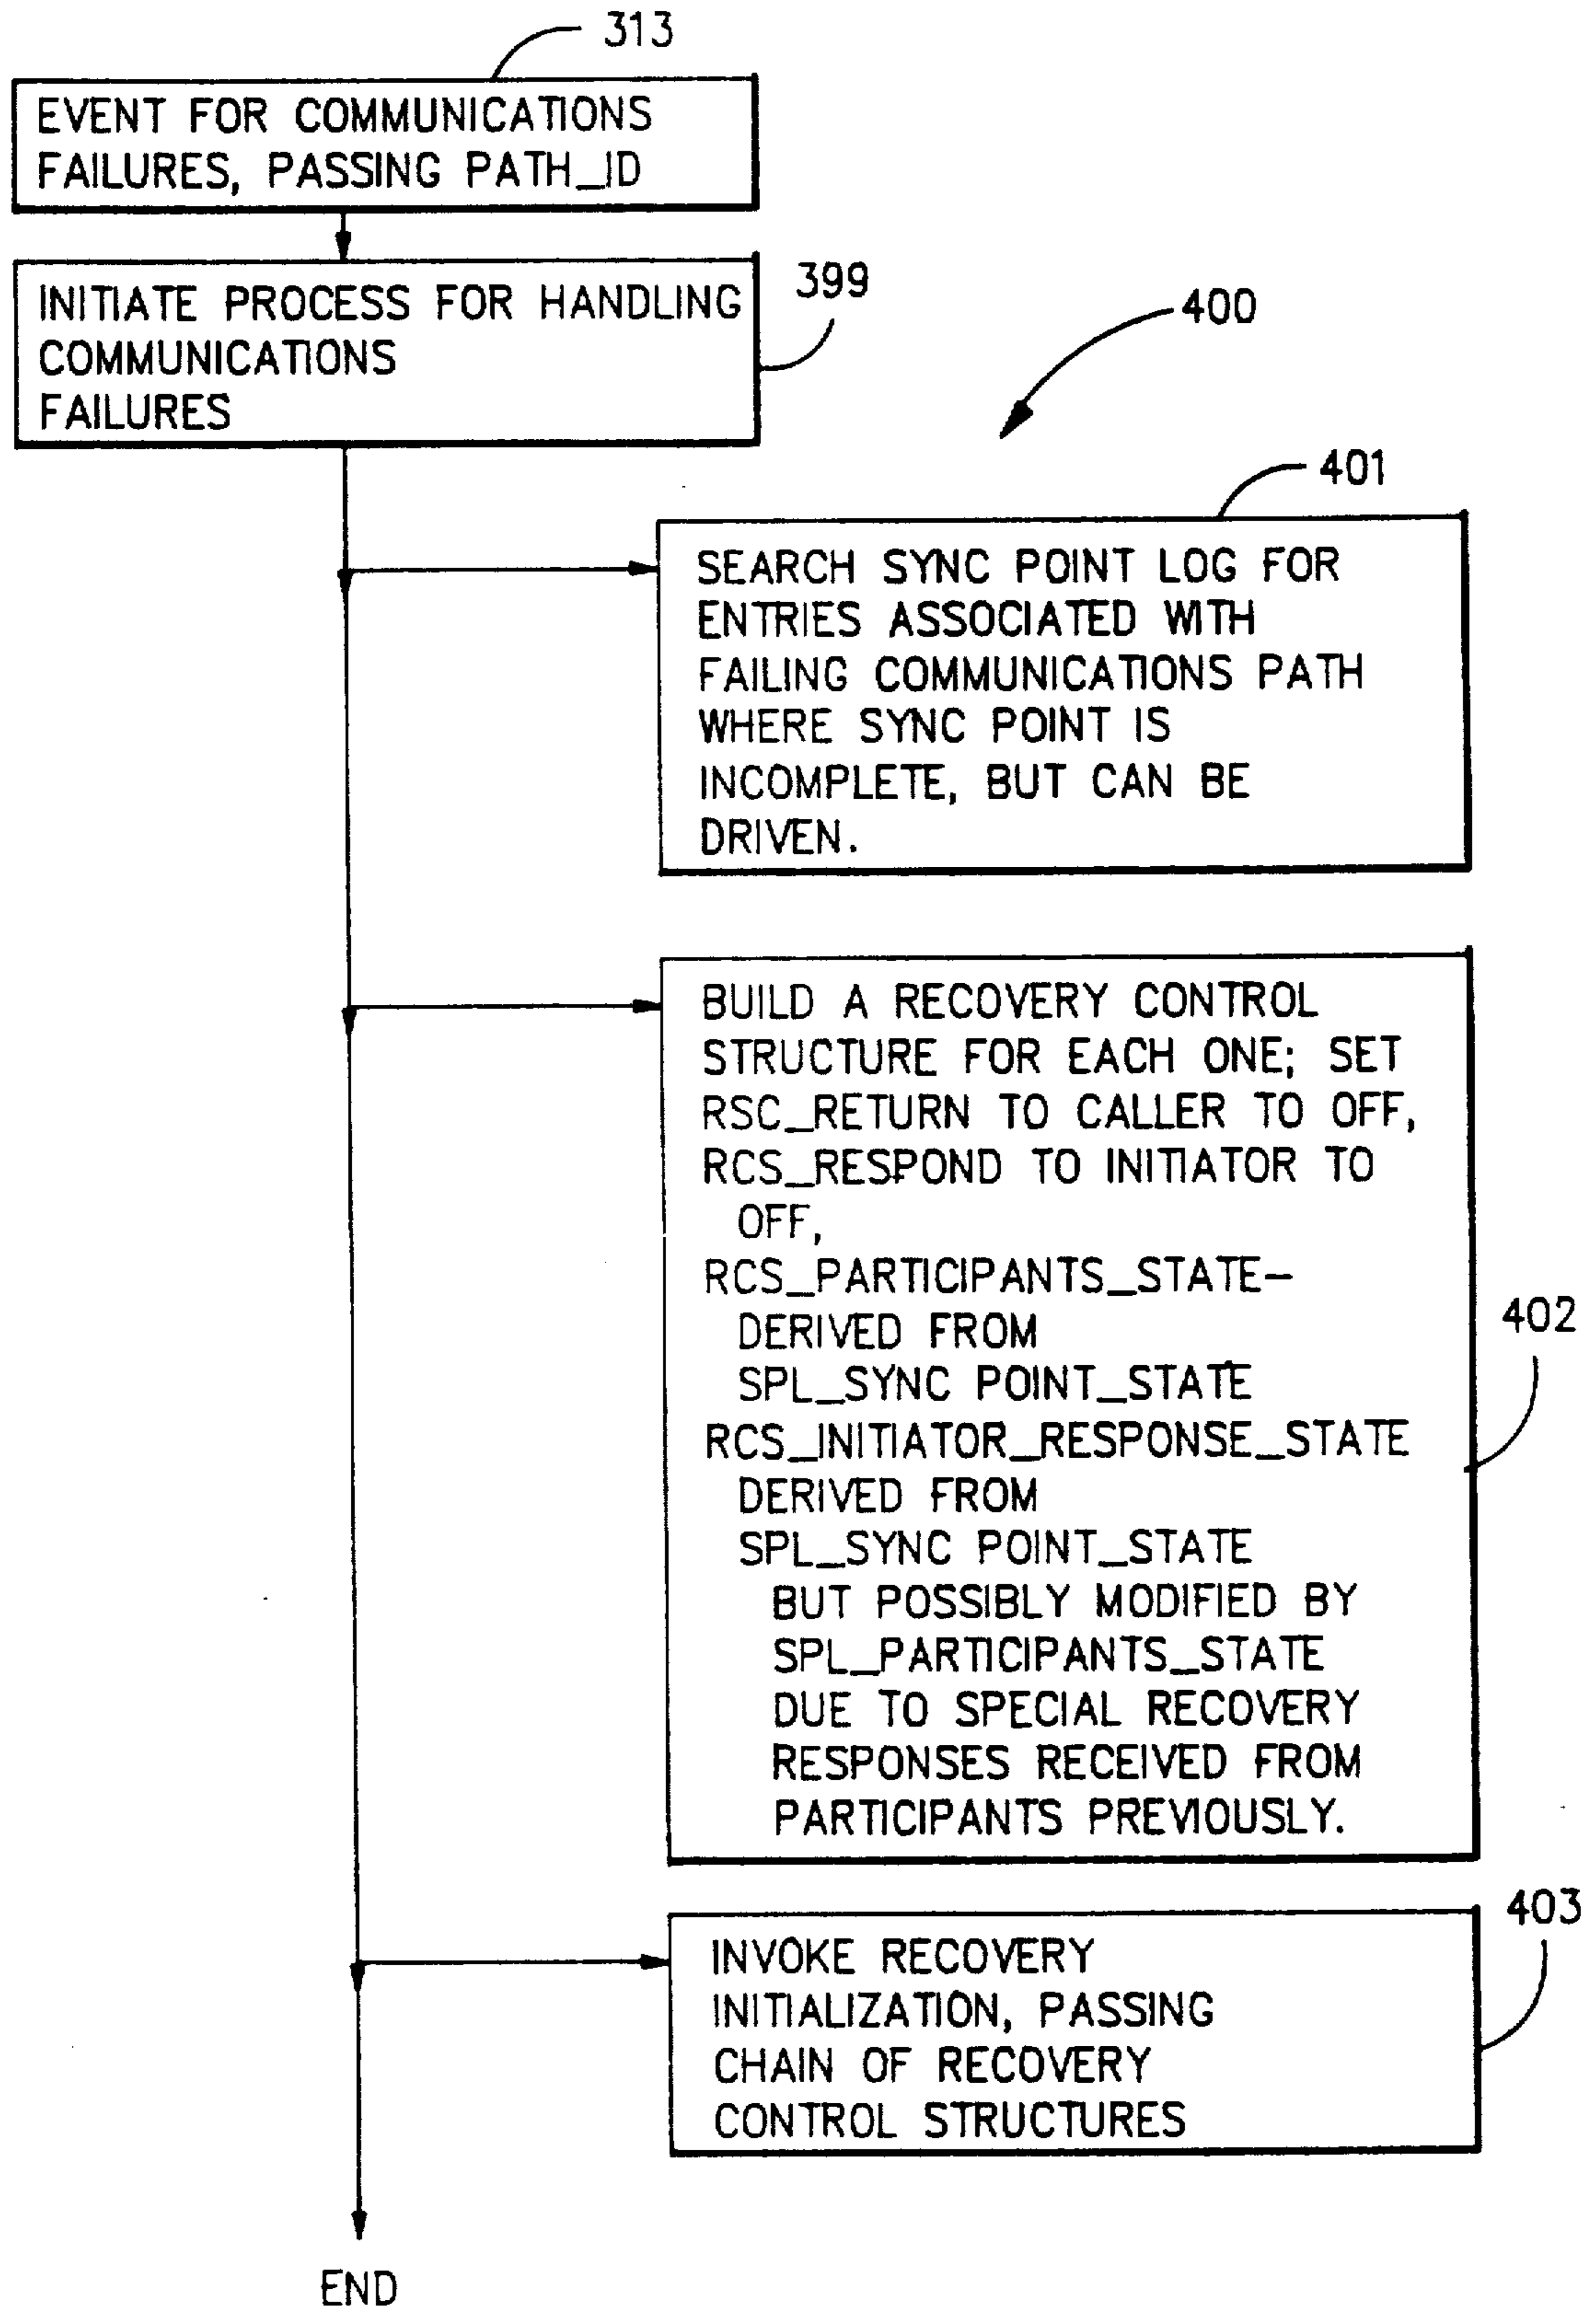 313
EVENT FOR COMMUNICATIONS
FAILURES, PASSING PATH_ID
399
INITIATE PROCESS FOR HANDLING
COMMUNICATIONS
FAILURES
400
401
SEARCH SYNC POINT LOG FOR
ENTRIES ASSOCIATED WITH
FAILING COMMUNICATIONS PATH
WHERE SYNC POINT IS
INCOMPLETE, BUT CAN BE
DRIVEN.
BUILD A RECOVERY CONTROL
STRUCTURE FOR EACH ONE; SET
RSC_RETURN TO CALLER TO OFF,
RCS_RESPOND TO INITIATOR TO
OFF,
RCS_PARTICIPANTS_STATE-
DERIVED FROM
SPL_SYNC POINT_STATE
RCS_INITIATOR_RESPONSE_STATE
DERIVED FROM
SPL_SYNC POINT_STATE
BUT POSSIBLY MODIFIED BY
SPL_PARTICIPANTS_STATE
DUE TO SPECIAL RECOVERY
RESPONSES RECEIVED FROM
PARTICIPANTS PREVIOUSLY.
402
403
INVOKE RECOVERY
INITIALIZATION, PASSING
CHAIN OF RECOVERY
CONTROL STRUCTURES
END